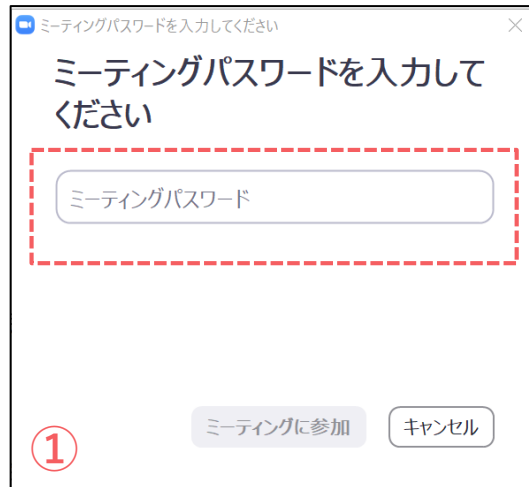 ミーティングパスワードを入力してください
ミーティングパスワードを入力して
ください
ミーティングパスワード
ミーティングに参加
キャンセル
①